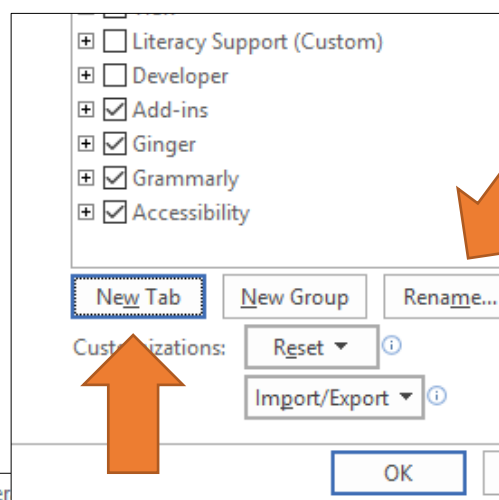 Literacy Support (Custom)
Developer
Add-ins
Ginger
Grammarly
Accessibility
New Tab New Group Rename...
Customizations: Reset
Import/Export
OK
er